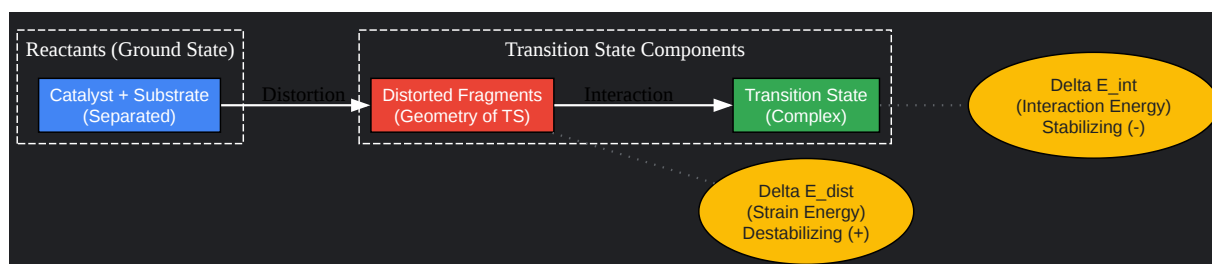 Reactants (Ground State)
Catalyst + Substrate
(Separated)
Distortion
Transition State Components
Distorted Fragments
(Geometry of TS)
Interaction
Transition State
(Complex)
Delta E_int
(Interaction Energy)
Stabilizing (-)
Delta E_dist
(Strain Energy)
Destabilizing (+)